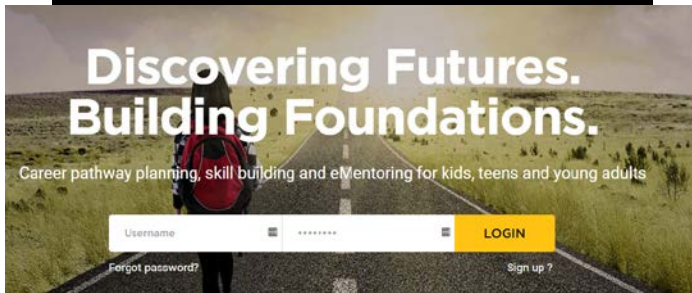 Discovering Futures.
Building Foundations.
Career pathway planning, skill building and eMentoring for kids, teens and young adults
Username ········ LOGIN
Forgot password? Sign up ?